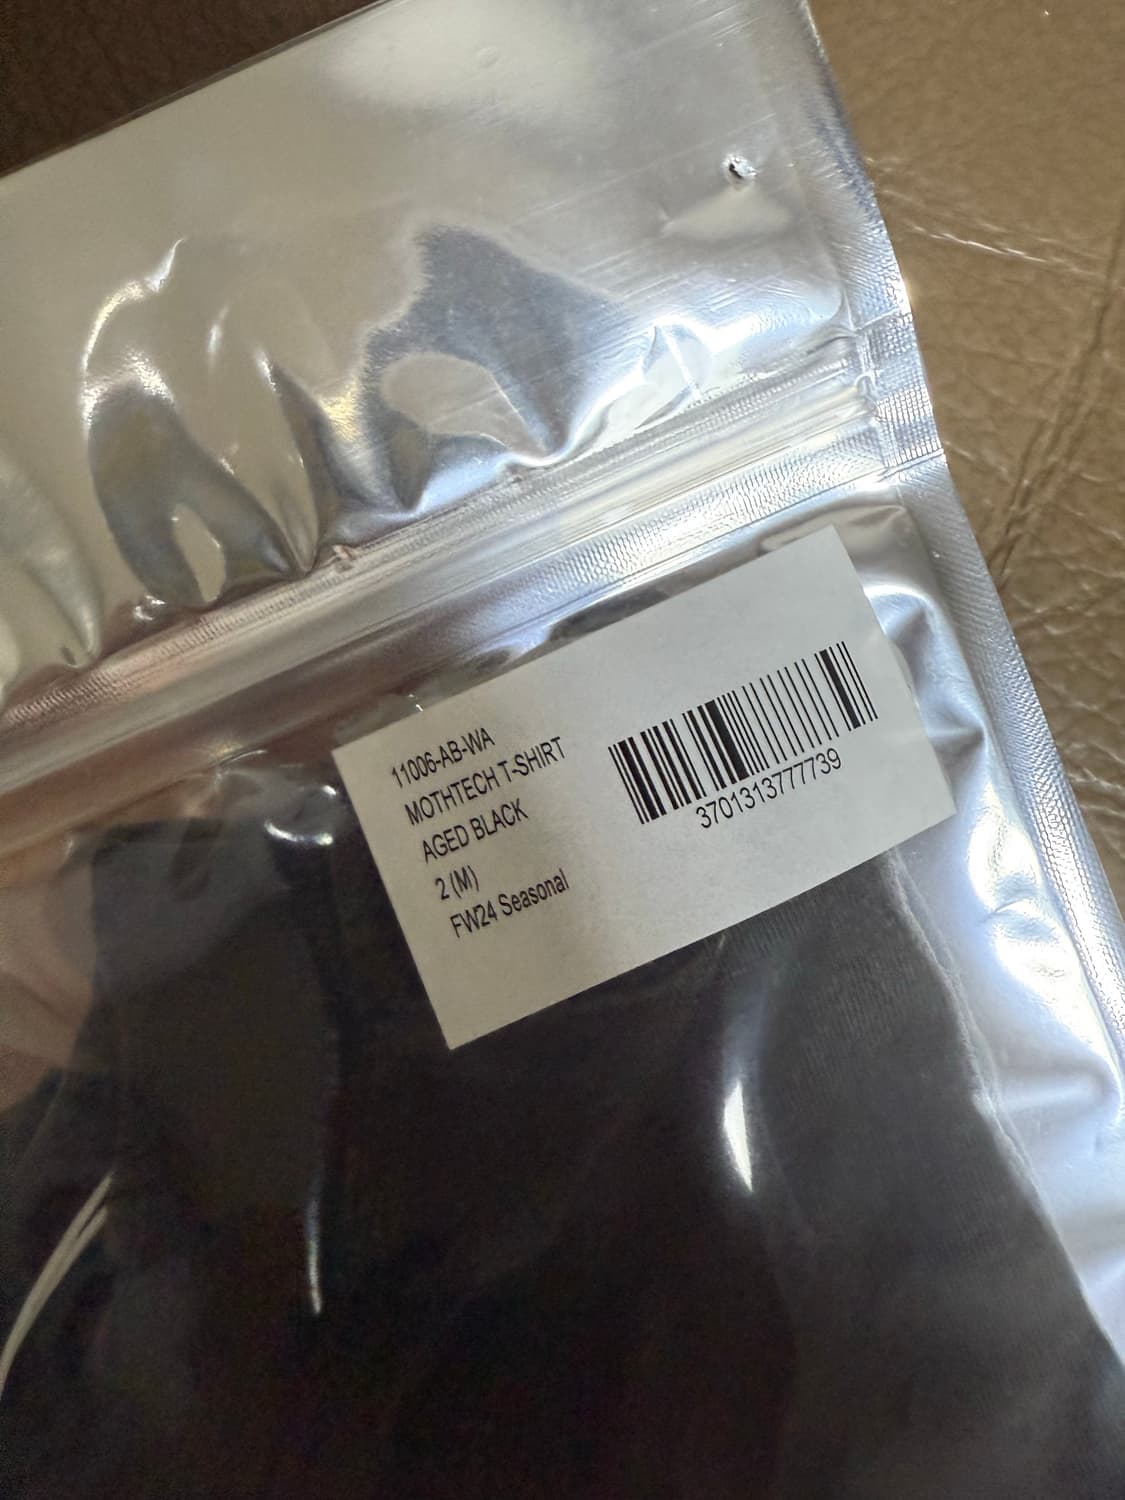 11006-AB-WA
MOTHTECH T-SHIRT
AGED BLACK
2 (M)
FW24 Seasonal
3701313777739